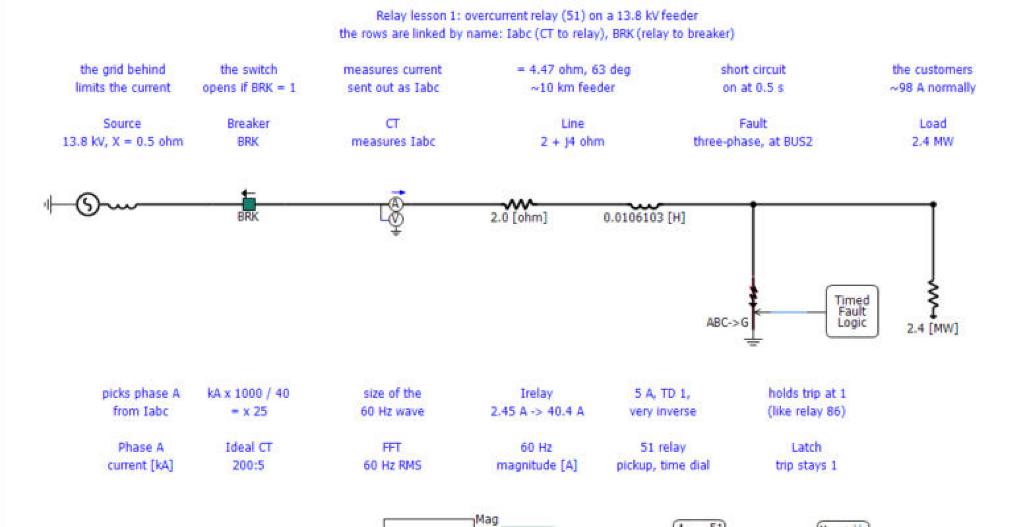 Relay lesson 1: overcurrent relay (51) on a 13.8 kV feeder
the rows are linked by name: Iabc (CT to relay), BRK (relay to breaker)
the grid behind
limits the current
the switch
opens if BRK = 1
measures current
sent out as Iabc
= 4.47 ohm, 63 deg
~10 km feeder
short circuit
on at 0.5 s
the customers
~98 A normally
Source
13.8 kV, X = 0.5 ohm
Breaker
BRK
CT
measures Iabc
Line
2 + j4 ohm
Fault
three-phase, at BUS2
Load
2.4 MW
S
BRK
A
V
2.0 [ohm]
0.0106103 [H]
ABC->G
Timed
Fault
Logic
2.4 [MW]
picks phase A
from Iabc
kA x 1000 / 40
= x 25
size of the
60 Hz wave
Irelay
2.45 A -> 40.4 A
5 A, TD 1,
very inverse
holds trip at 1
(like relay 86)
Phase A
current [kA]
Ideal CT
200:5
FFT
60 Hz RMS
60 Hz
magnitude [A]
51 relay
pickup, time dial
Latch
trip stays 1
Mag